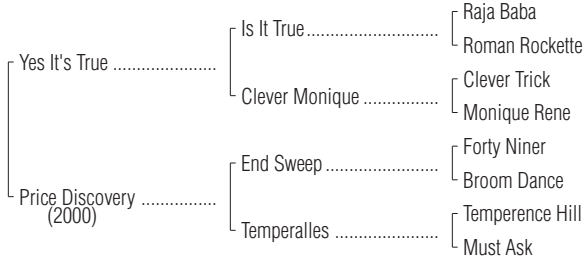 Raja Baba
Is It True
Roman Rockette
Yes It's True
Clever Trick
Clever Monique
Monique Rene
Forty Niner
End Sweep
Broom Dance
Price Discovery
(2000)
Temperence Hill
Temperalles
Must Ask